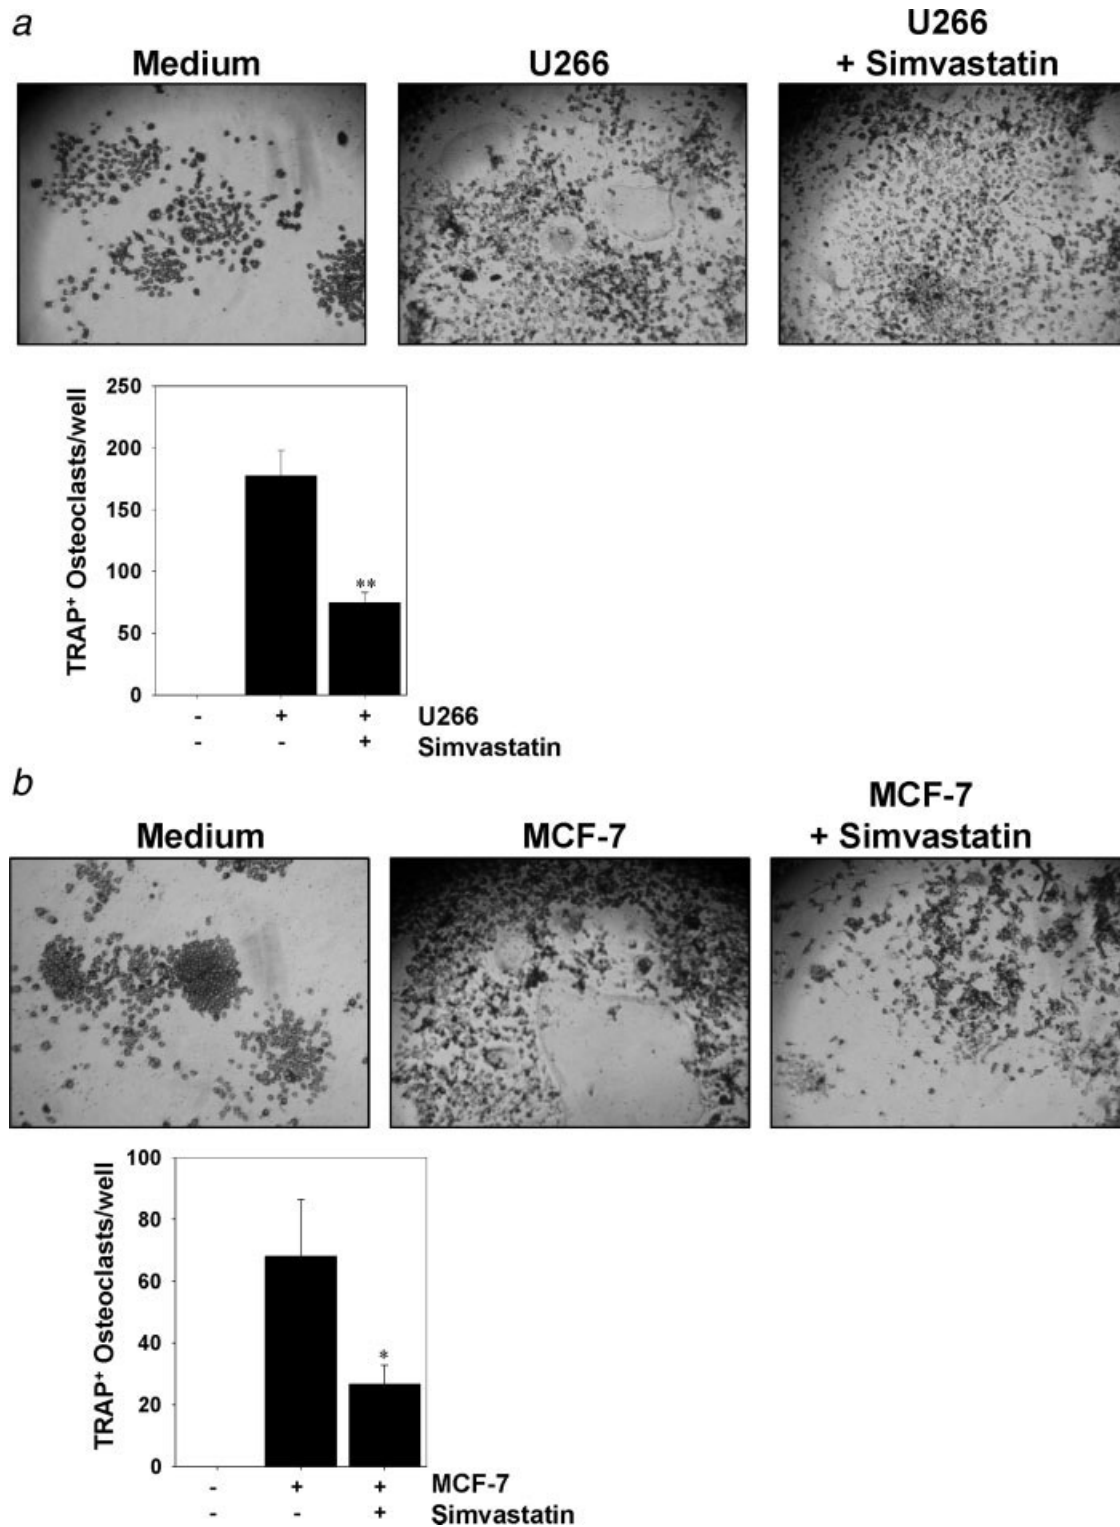 a
Medium
U266
U266
+ Simvastatin
TRAP⁺ Osteoclasts/well
250
200
150
100
50
0
**
- + + U266
- - + Simvastatin
b
Medium
MCF-7
MCF-7
+ Simvastatin
TRAP⁺ Osteoclasts/well
100
80
60
40
20
0
*
- + + MCF-7
- - + Simvastatin